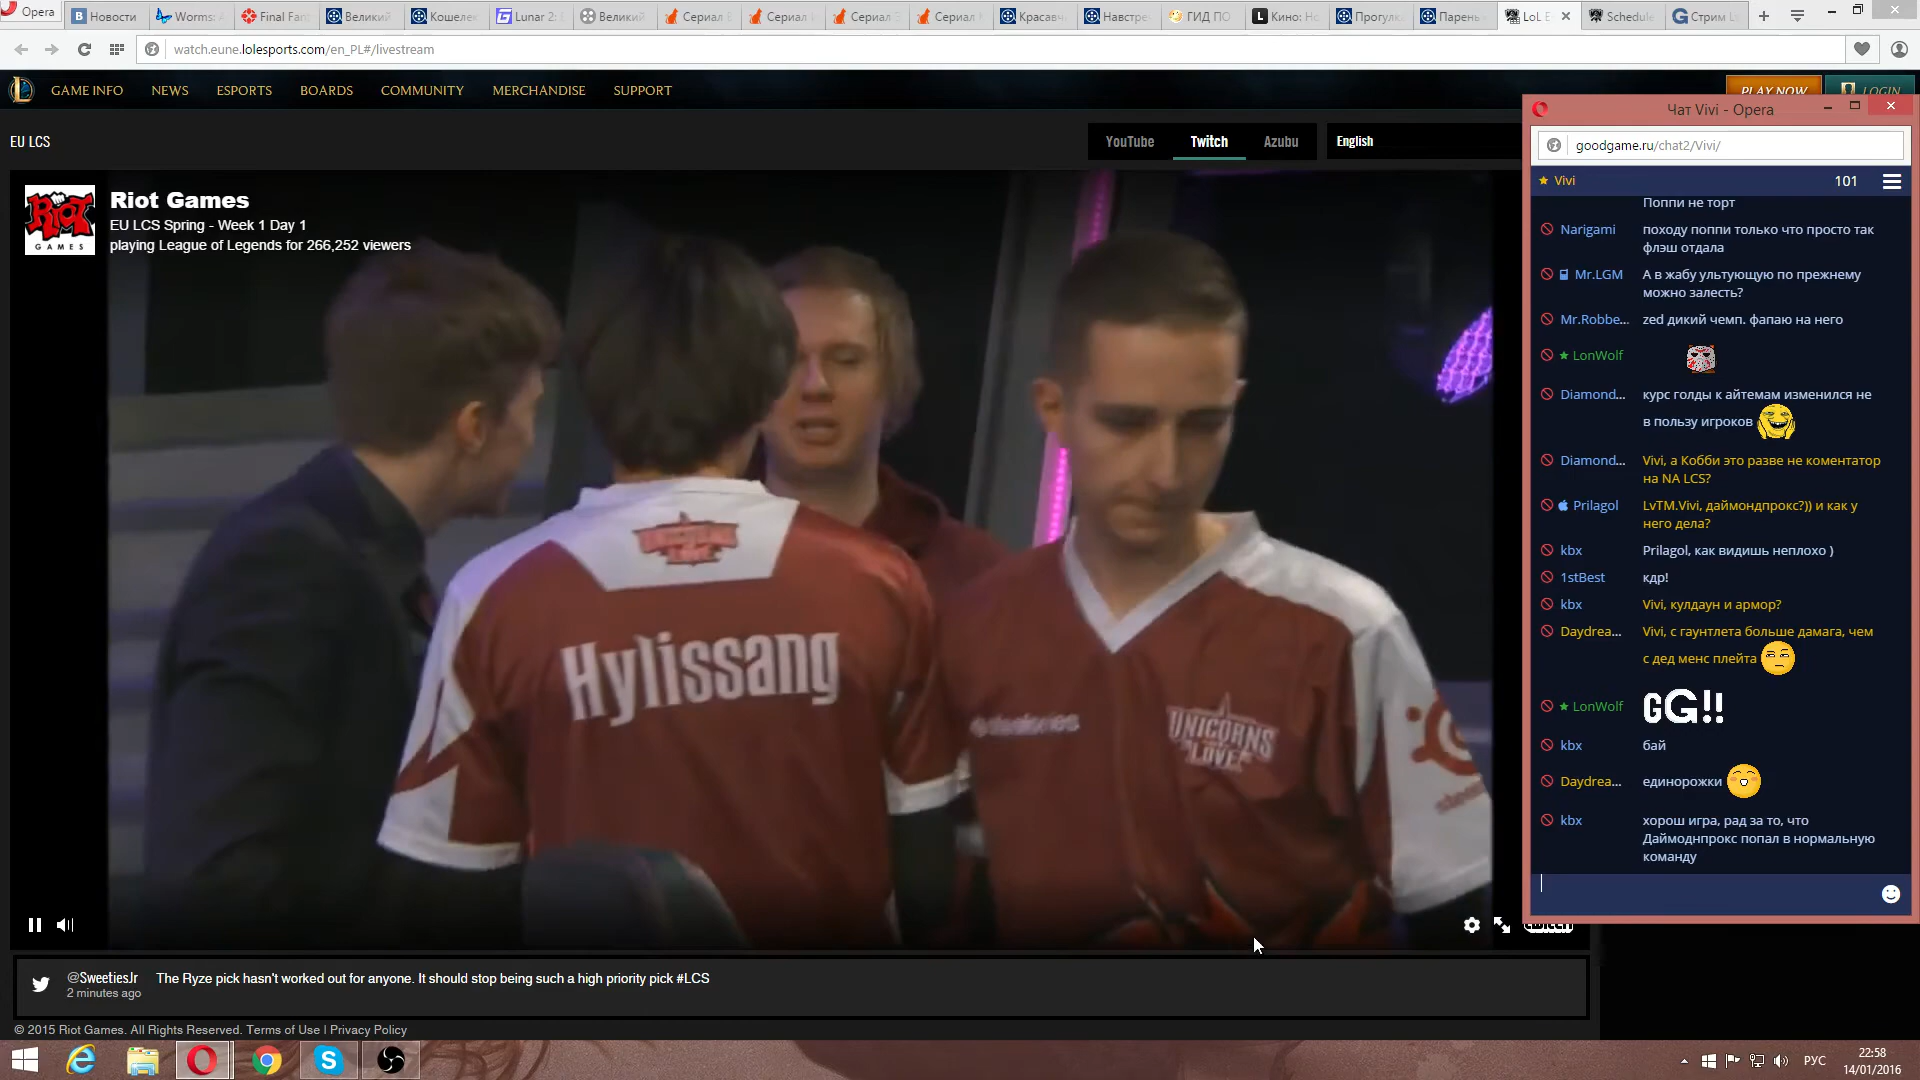 Opera
Новости
Worms: A
Final Fan
Великий
Кошелек
Lunar 2:
Великий
Сериал
Сериал
Сериал
Сериал
Красавч
Навстре
ГИД ПО
Кино: Но
Прогулк
Парень
LoL E
Schedule
Стрим L
watch.eune.lolesports.com/en_PL#/livestream
GAME INFO
NEWS
ESPORTS
BOARDS
COMMUNITY
MERCHANDISE
SUPPORT
PLAY NOW
LOGIN
EU LCS
YouTube
Twitch
Azubu
English
RIOT
GAMES
Riot Games
EU LCS Spring - Week 1 Day 1
playing League of Legends for 266,252 viewers
Hylissang
steelseries
UNICORNS
LOVE
twitch
@SweetiesJr
2 minutes ago
The Ryze pick hasn't worked out for anyone. It should stop being such a high priority pick #LCS
© 2015 Riot Games. All Rights Reserved. Terms of Use | Privacy Policy
Чат Vivi - Opera
goodgame.ru/chat2/Vivi/
Vivi
101
Поппи не торт
Narigami
походу поппи только что просто так
флэш отдала
Mr.LGM
А в жабу ультующую по прежнему
можно залесть?
Mr.Robbe...
zed дикий чемп. фапаю на него
LonWolf
Diamond...
курс голды к айтемам изменился не
в пользу игроков
Diamond...
Vivi, а Кобби это разве не коментатор
на NA LCS?
Prilagol
LvTM.Vivi, даймондпрокс?)) и как у
него дела?
kbx
Prilagol, как видишь неплохо )
1stBest
кдр!
kbx
Vivi, кулдаун и армор?
Daydrea...
Vivi, с гаунтлета больше дамага, чем
с дед менс плейта
LonWolf
GG!!
kbx
бай
Daydrea...
единорожки
kbx
хорош игра, рад за то, что
Даймоднпрокс попал в нормальную
команду
РУС
22:58
14/01/2016